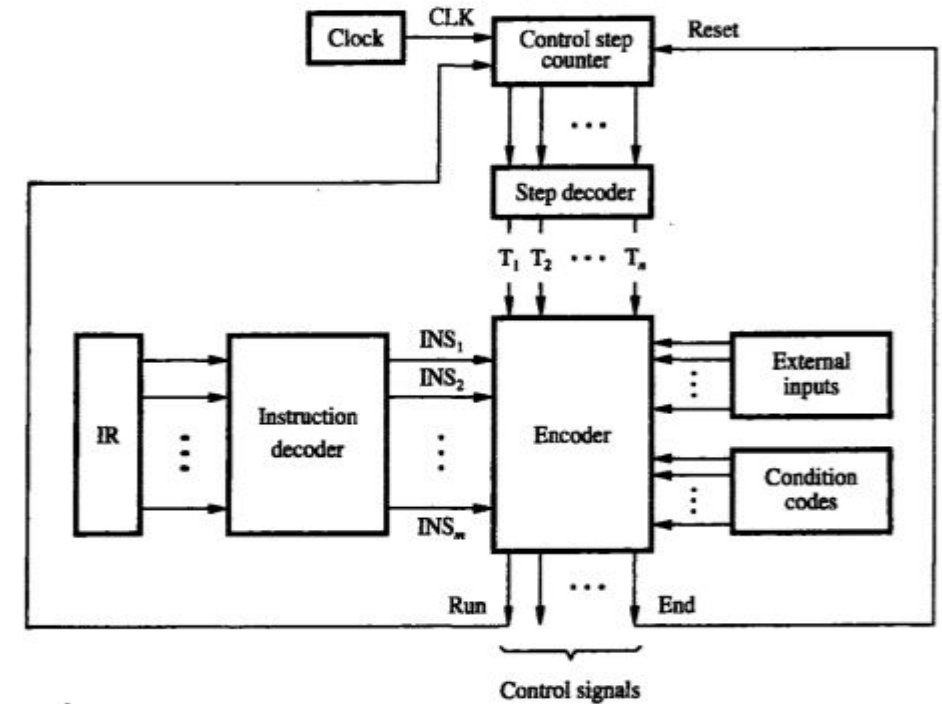 CLK
Clock
Control step
counter
Reset
Step decoder
T1 T2 ··· Tn
INS1
INS2
INSm
IR
Instruction
decoder
Encoder
External
inputs
Condition
codes
Run
End
Control signals